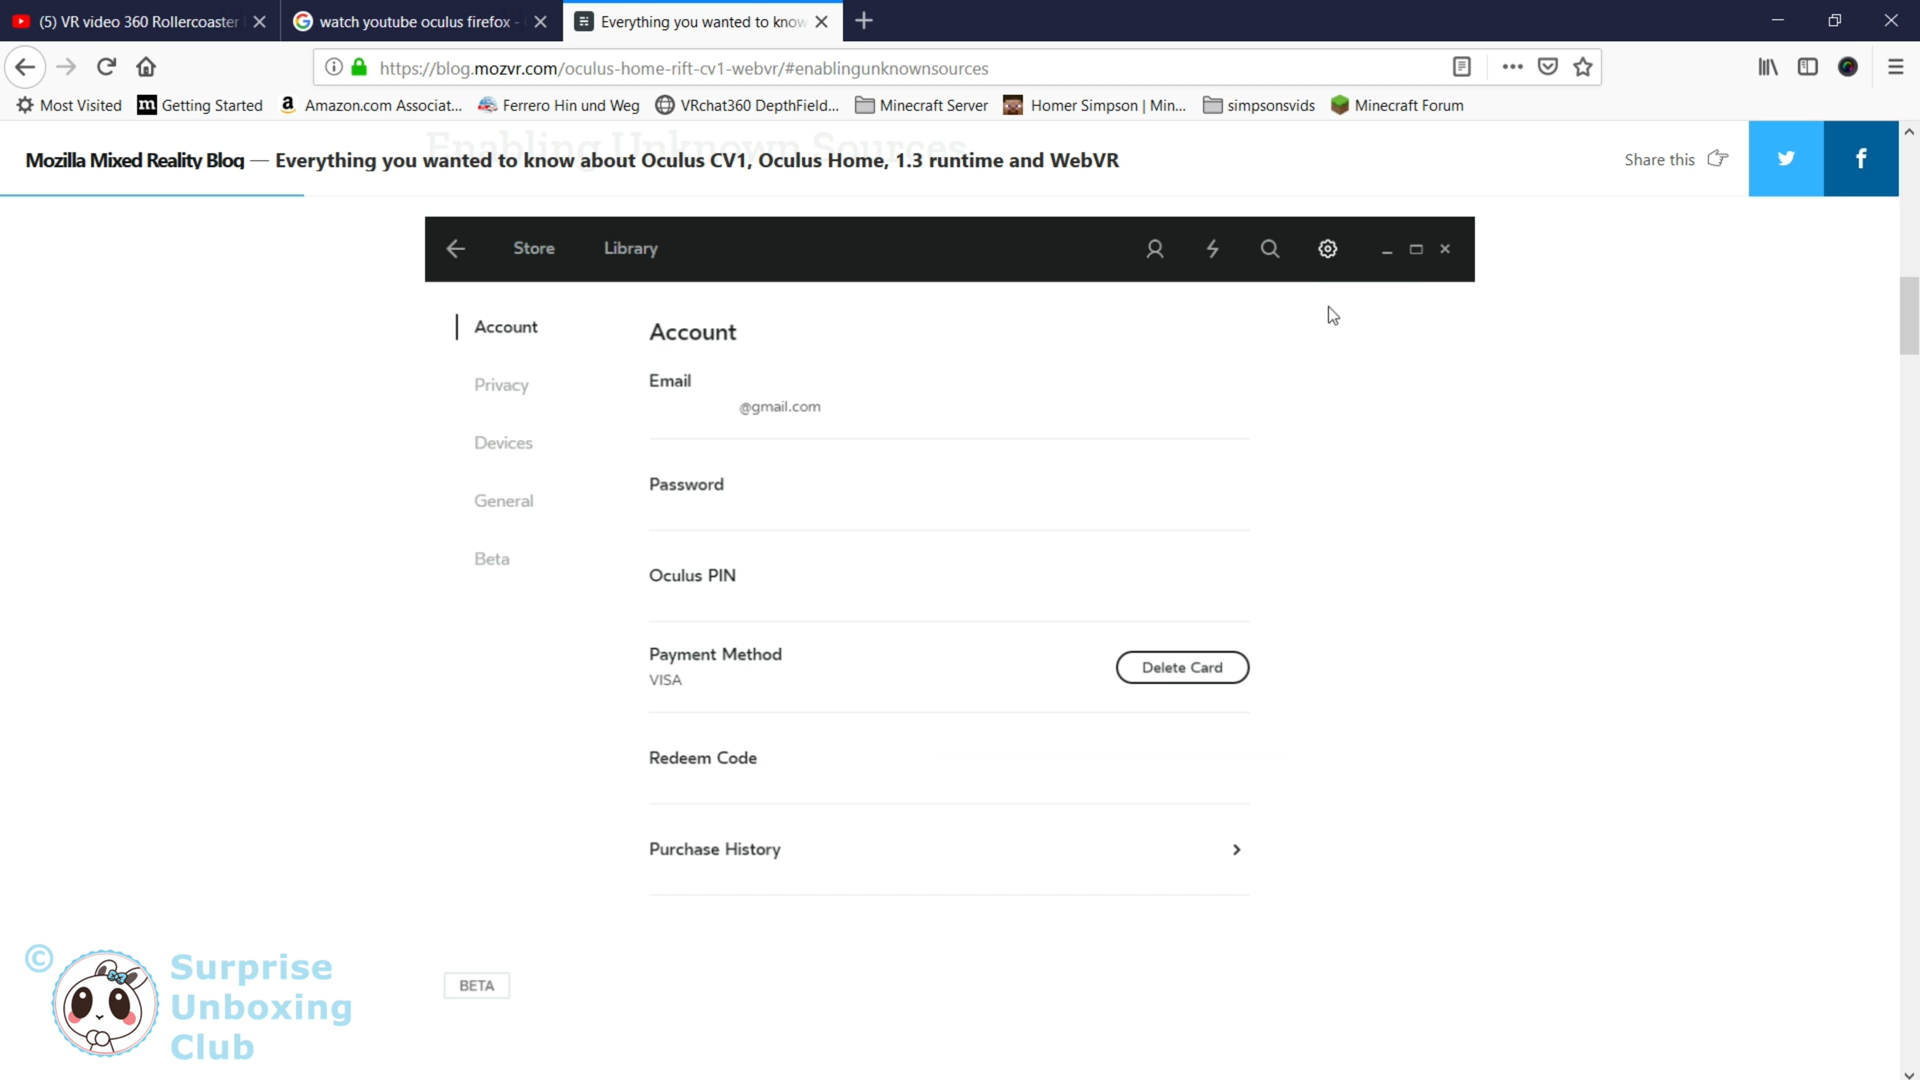 (5) VR video 360 Rollercoaster
watch youtube oculus firefox -
Everything you wanted to know
https://blog.mozvr.com/oculus-home-rift-cv1-webvr/#enablingunknownsources
Most Visited
Getting Started
Amazon.com Associat...
Ferrero Hin und Weg
VRchat360 DepthField...
Minecraft Server
Homer Simpson | Min...
simpsonsvids
Minecraft Forum
Enabling Unknown Sources
Mozilla Mixed Reality Blog — Everything you wanted to know about Oculus CV1, Oculus Home, 1.3 runtime and WebVR
Share this
Store
Library
Account
Privacy
Devices
General
Beta
Account
Email
@gmail.com
Password
Oculus PIN
Payment Method
VISA
Delete Card
Redeem Code
Purchase History
BETA
©
Surprise
Unboxing
Club